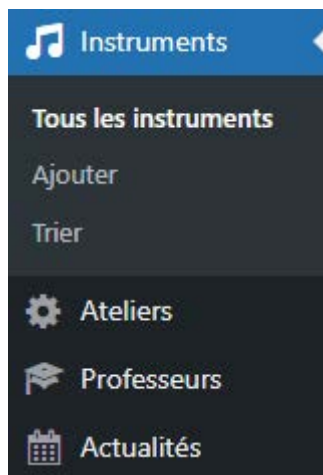 Instruments
Tous les instruments
Ajouter
Trier
Ateliers
Professeurs
Actualités